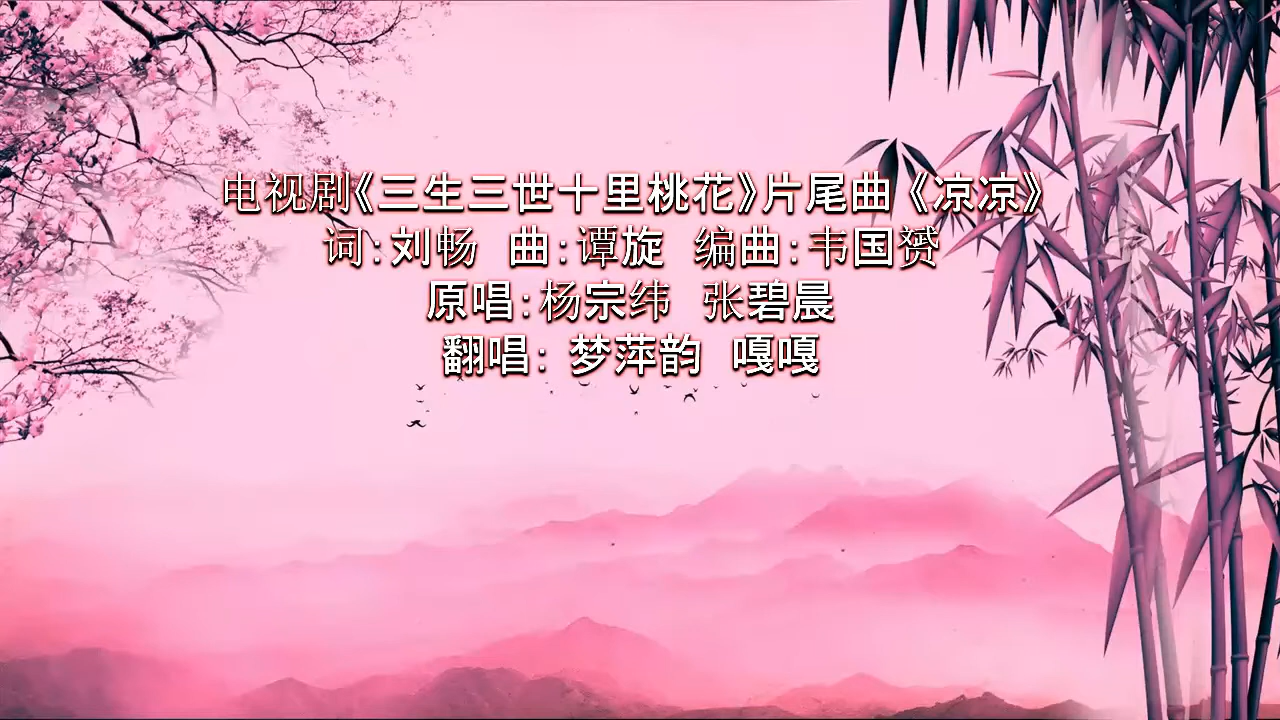 电视剧《三生三世十里桃花》片尾曲《凉凉》
词：刘畅 曲：谭旋 编曲：韦国赟
原唱：杨宗纬 张碧晨
翻唱：梦萍韵 嘎嘎